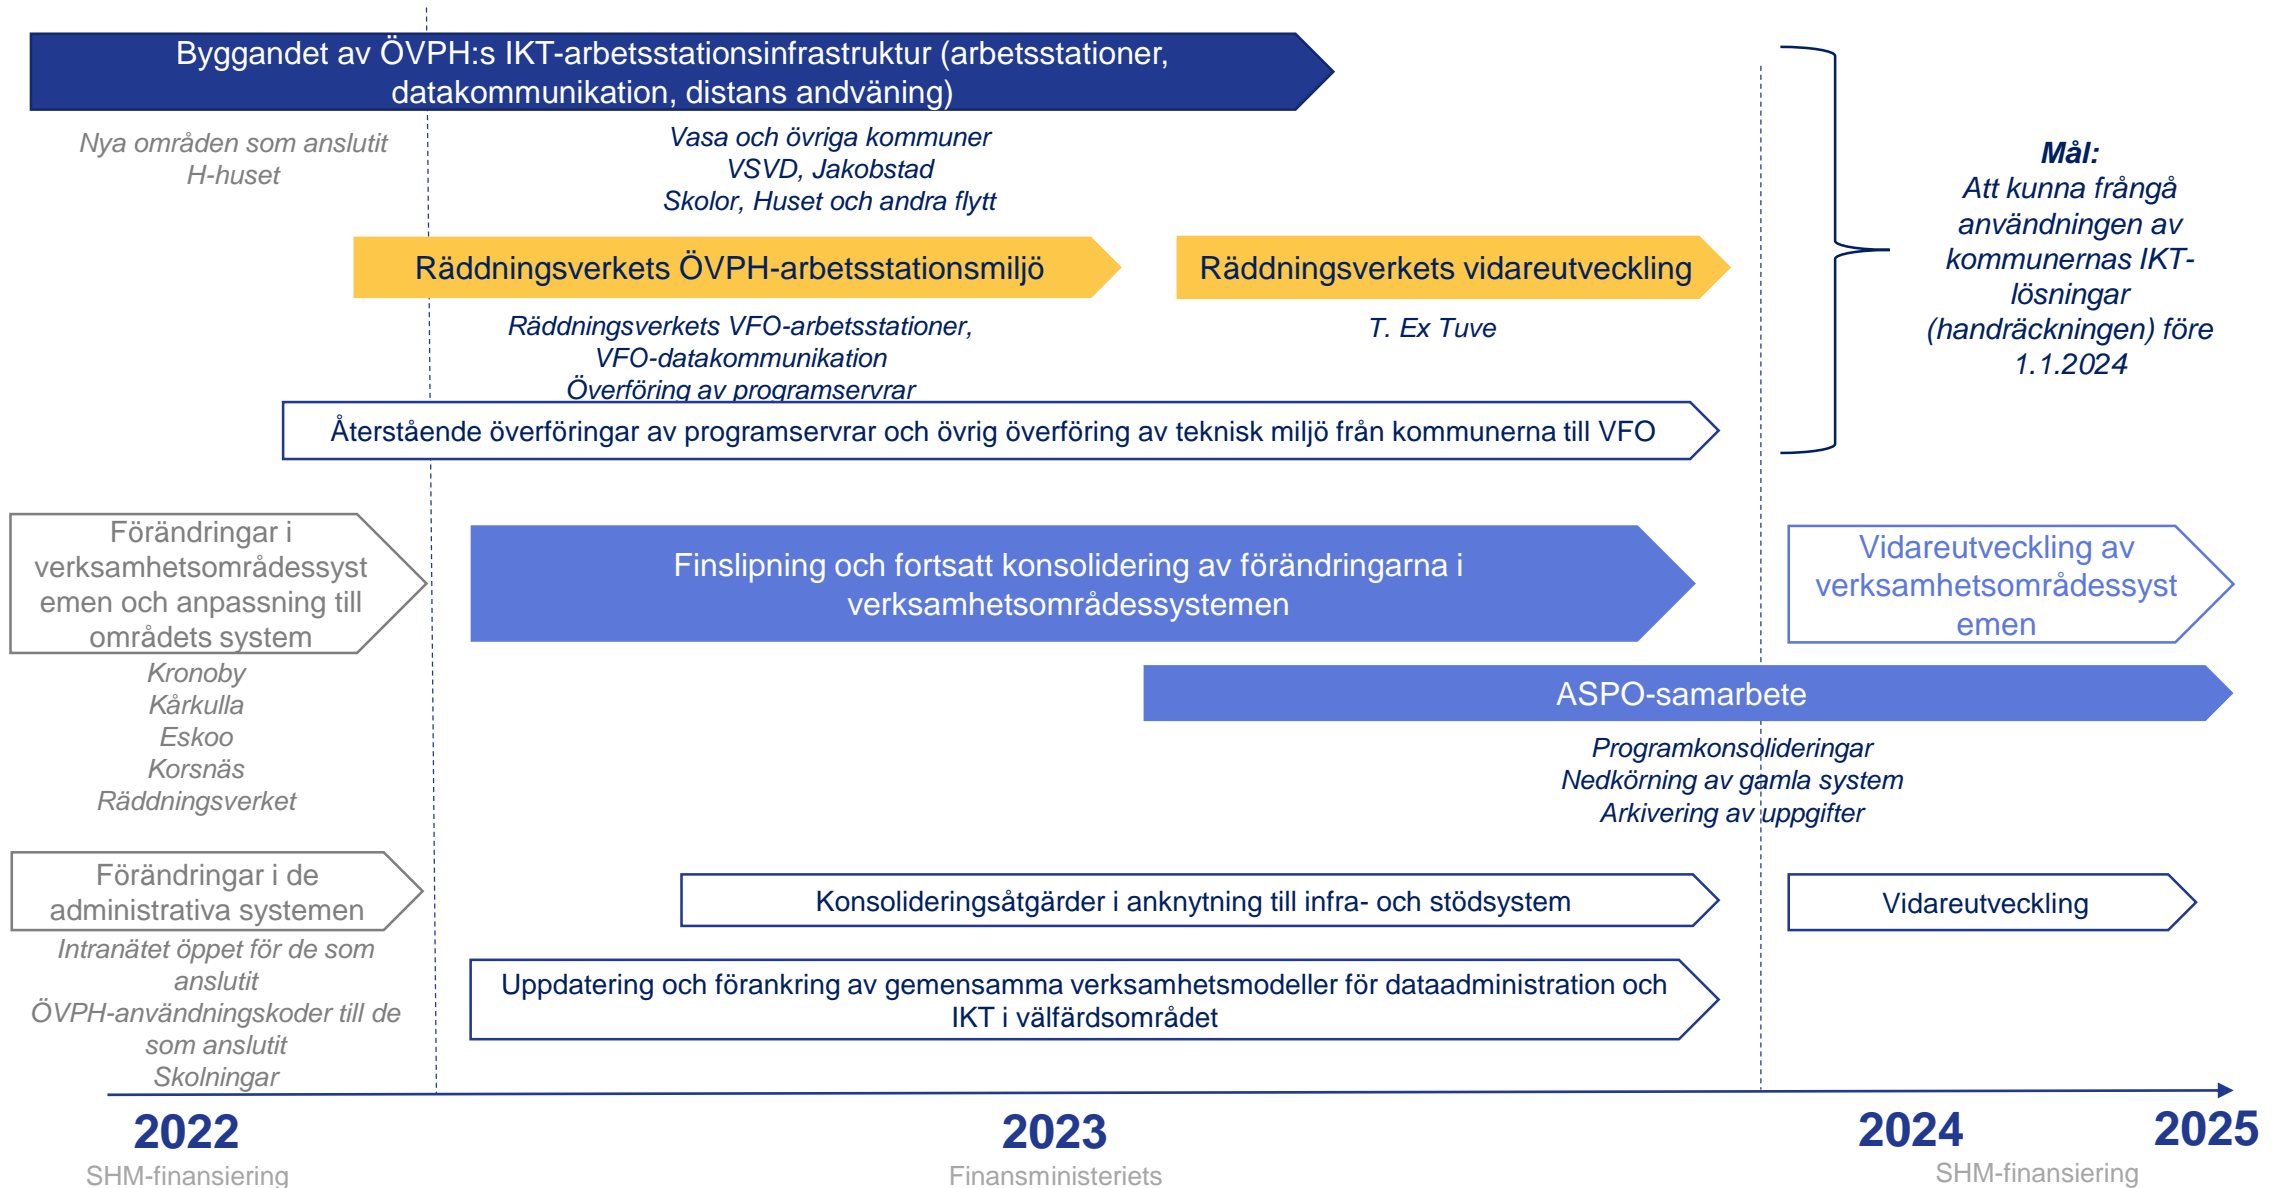 Byggandet av ÖVPH:s IKT-arbetsstationsinfrastruktur (arbetsstationer,
datakommunikation, distans andväning)
Nya områden som anslutit
H-huset
Vasa och övriga kommuner
VSVD, Jakobstad
Skolor, Huset och andra flytt
Mål:
Att kunna frångå
användningen av
kommunernas IKT-
lösningar
(handräckningen) före
1.1.2024
Räddningsverkets ÖVPH-arbetsstationsmiljö
Räddningsverkets vidareutveckling
Räddningsverkets VFO-arbetsstationer,
VFO-datakommunikation
Överföring av programservrar
T. Ex Tuve
Återstående överföringar av programservrar och övrig överföring av teknisk miljö från kommunerna till VFO
Förändringar i
verksamhetsområdessyst
emen och anpassning till
områdets system
Finslipning och fortsatt konsolidering av förändringarna i
verksamhetsområdessystemen
Vidareutveckling av
verksamhetsområdessyst
emen
Kronoby
Kårkulla
Eskoo
Korsnäs
Räddningsverket
ASPO-samarbete
Programkonsolideringar
Nedkörning av gamla system
Arkivering av uppgifter
Förändringar i de
administrativa systemen
Konsolideringsåtgärder i anknytning till infra- och stödsystem
Vidareutveckling
Intranätet öppet för de som
anslutit
ÖVPH-användningskoder till de
som anslutit
Skolningar
Uppdatering och förankring av gemensamma verksamhetsmodeller för dataadministration och
IKT i välfärdsområdet
2022
2023
2024
2025
SHM-finansiering
Finansministeriets
SHM-finansiering